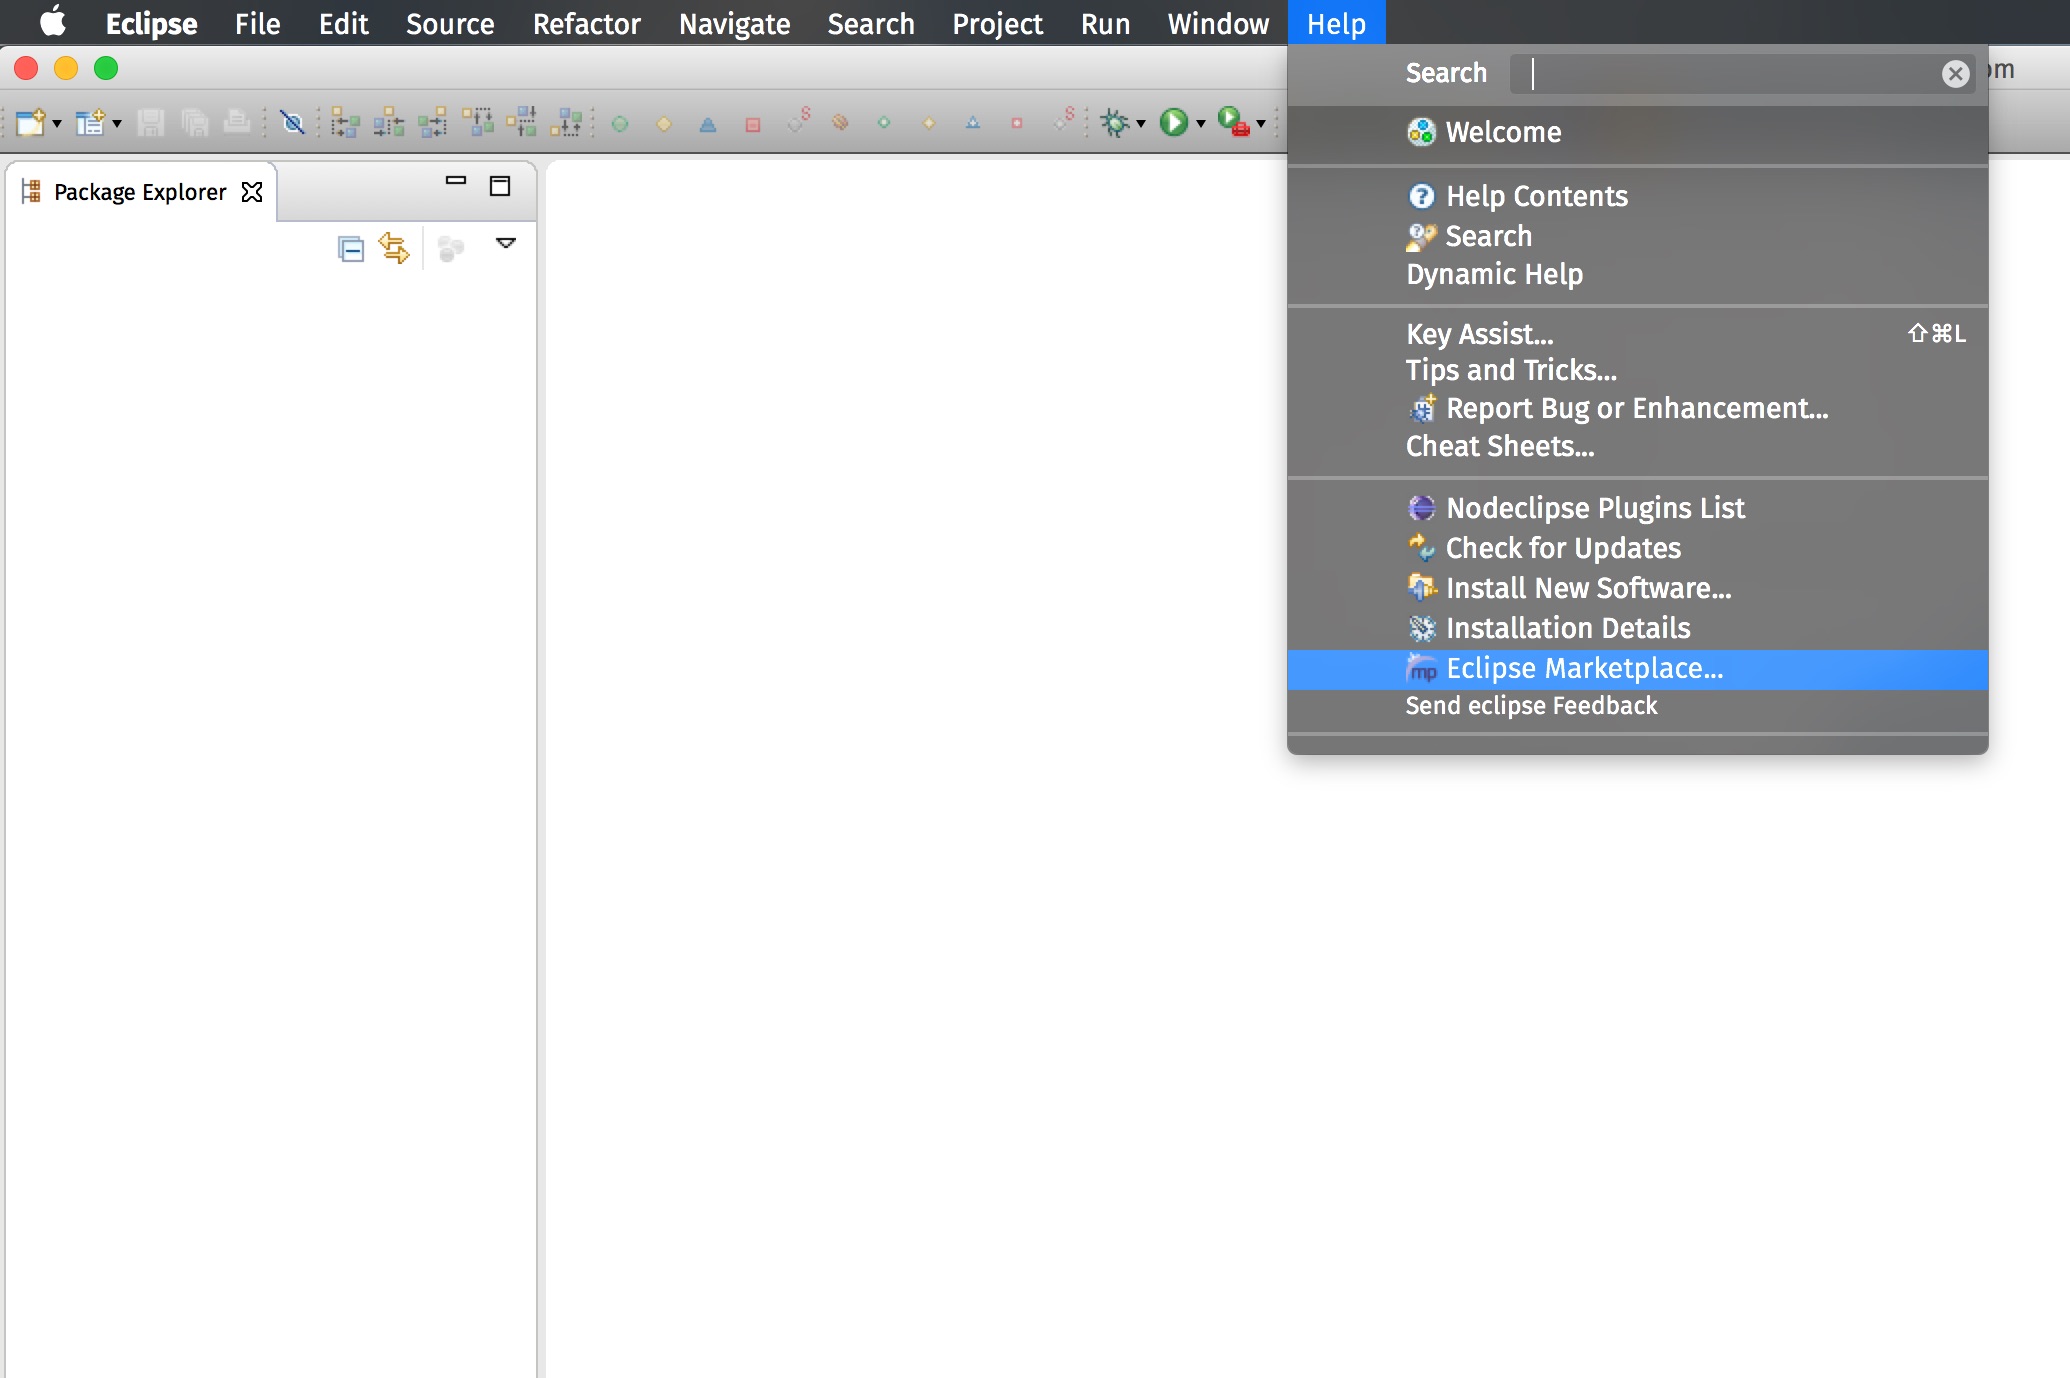 Eclipse File Edit Source Refactor Navigate Search Project Run Window Help
Search
Welcome
Package Explorer
Help Contents
Search
Dynamic Help
Key Assist... ⇧⌘L
Tips and Tricks...
Report Bug or Enhancement...
Cheat Sheets...
Nodeclipse Plugins List
Check for Updates
Install New Software...
Installation Details
mp Eclipse Marketplace...
Send eclipse Feedback